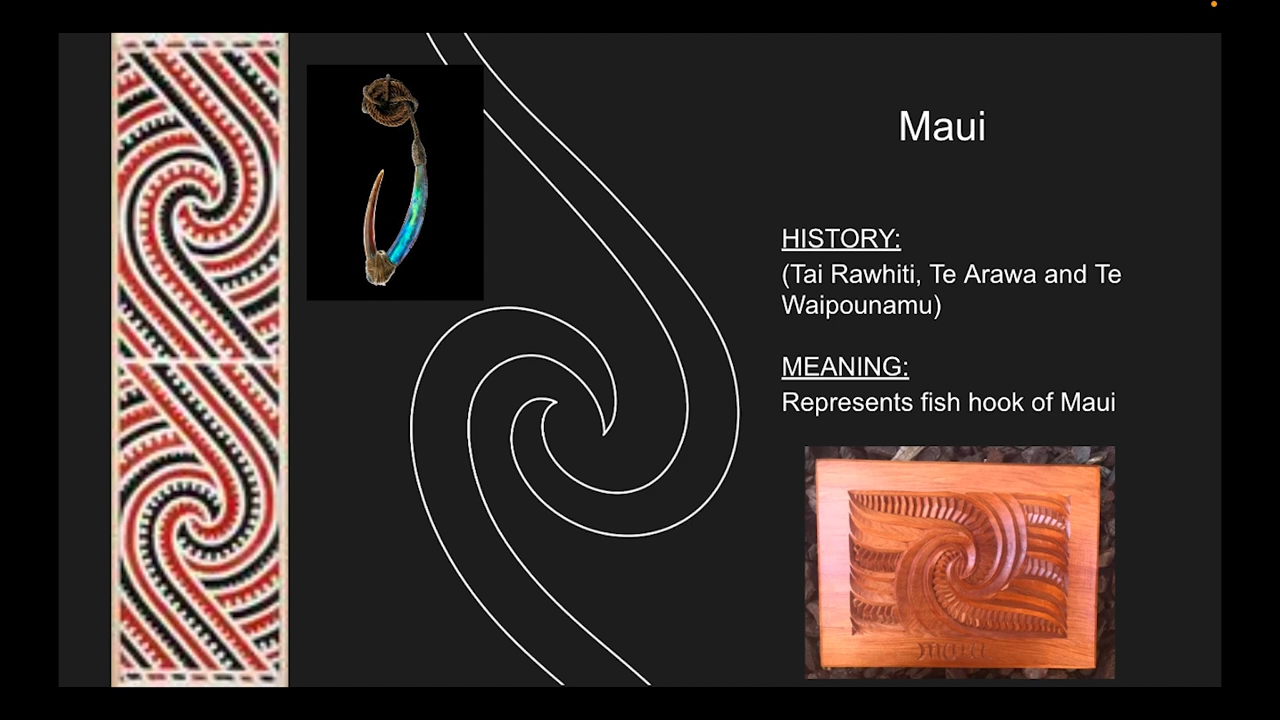 Maui
HISTORY:
(Tai Rawhiti, Te Arawa and Te
Waipounamu)
MEANING:
Represents fish hook of Maui